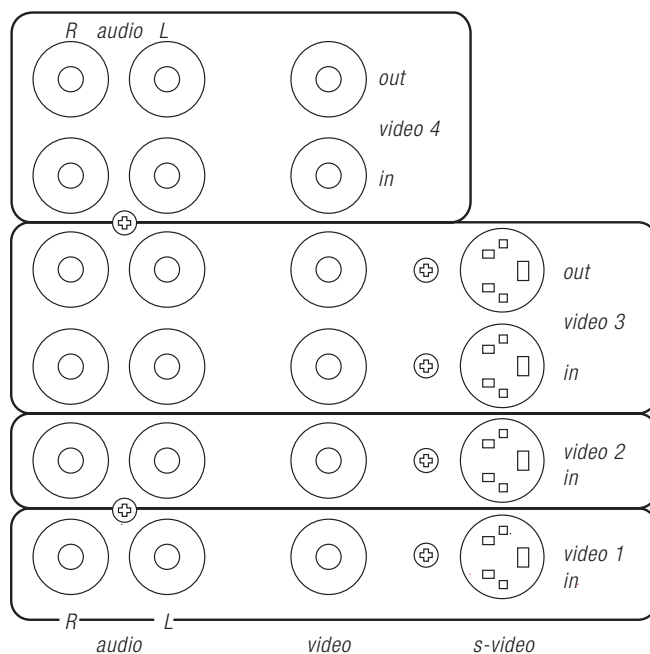 R audio L
out
video 4
in
out
video 3
in
video 2
in
video 1
in
R L
audio video s-video